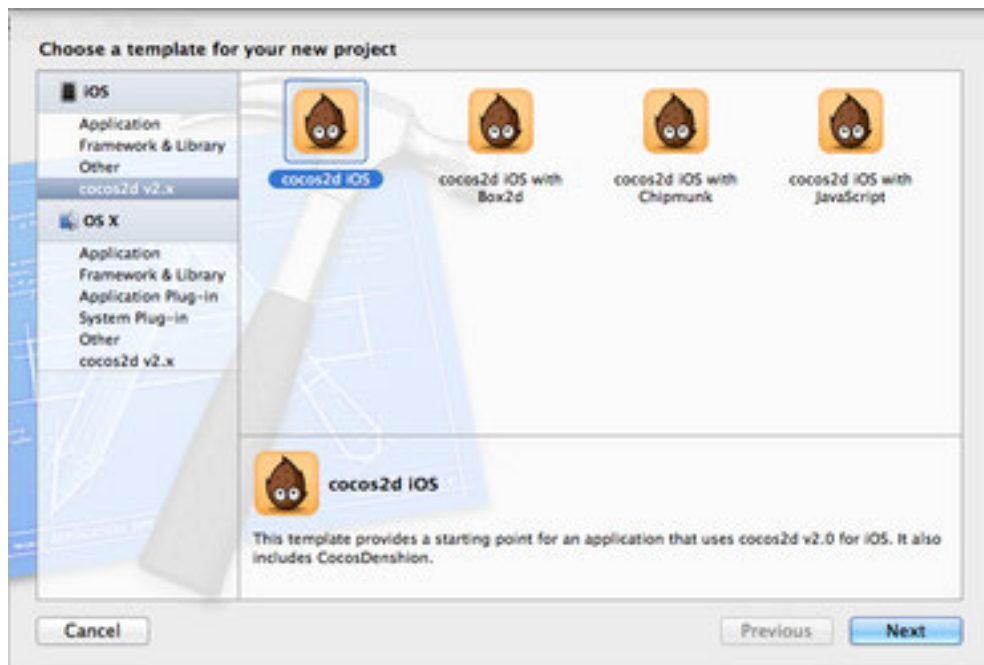 Choose a template for your new project
iOS
Application
Framework & Library
Other
cocos2d v2.x
OS X
Application
Framework & Library
Application Plug-in
System Plug-in
Other
cocos2d v2.x
cocos2d iOS
cocos2d iOS with
Box2d
cocos2d iOS with
Chipmunk
cocos2d iOS with
JavaScript
cocos2d iOS
This template provides a starting point for an application that uses cocos2d v2.0 for iOS. It also
includes CocosDenshion.
Cancel
Previous
Next